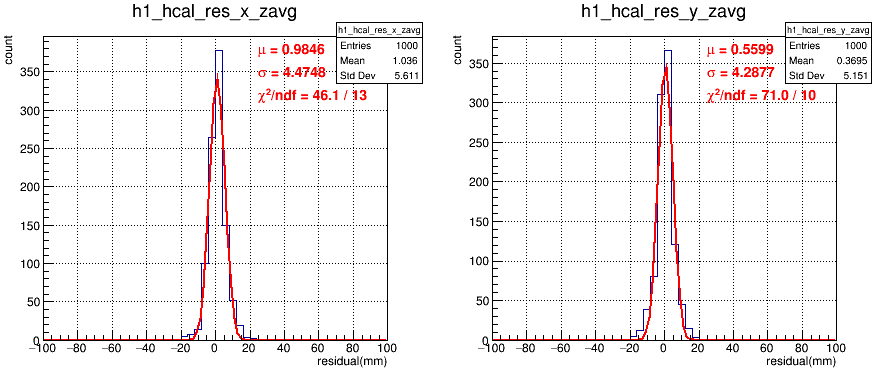 h1_hcal_res_x_zavg
count
h1_hcal_res_x_zavg
Entries 1000
Mean 1.036
Std Dev 5.611
μ = 0.9846
σ = 4.4748
χ²/ndf = 46.1 / 13
350
300
250
200
150
100
50
0
−100 −80 −60 −40 −20 0 20 40 60 80 100
residual(mm)
h1_hcal_res_y_zavg
count
h1_hcal_res_y_zavg
Entries 1000
Mean 0.3695
Std Dev 5.151
μ = 0.5599
σ = 4.2877
χ²/ndf = 71.0 / 10
350
300
250
200
150
100
50
0
−100 −80 −60 −40 −20 0 20 40 60 80 100
residual(mm)